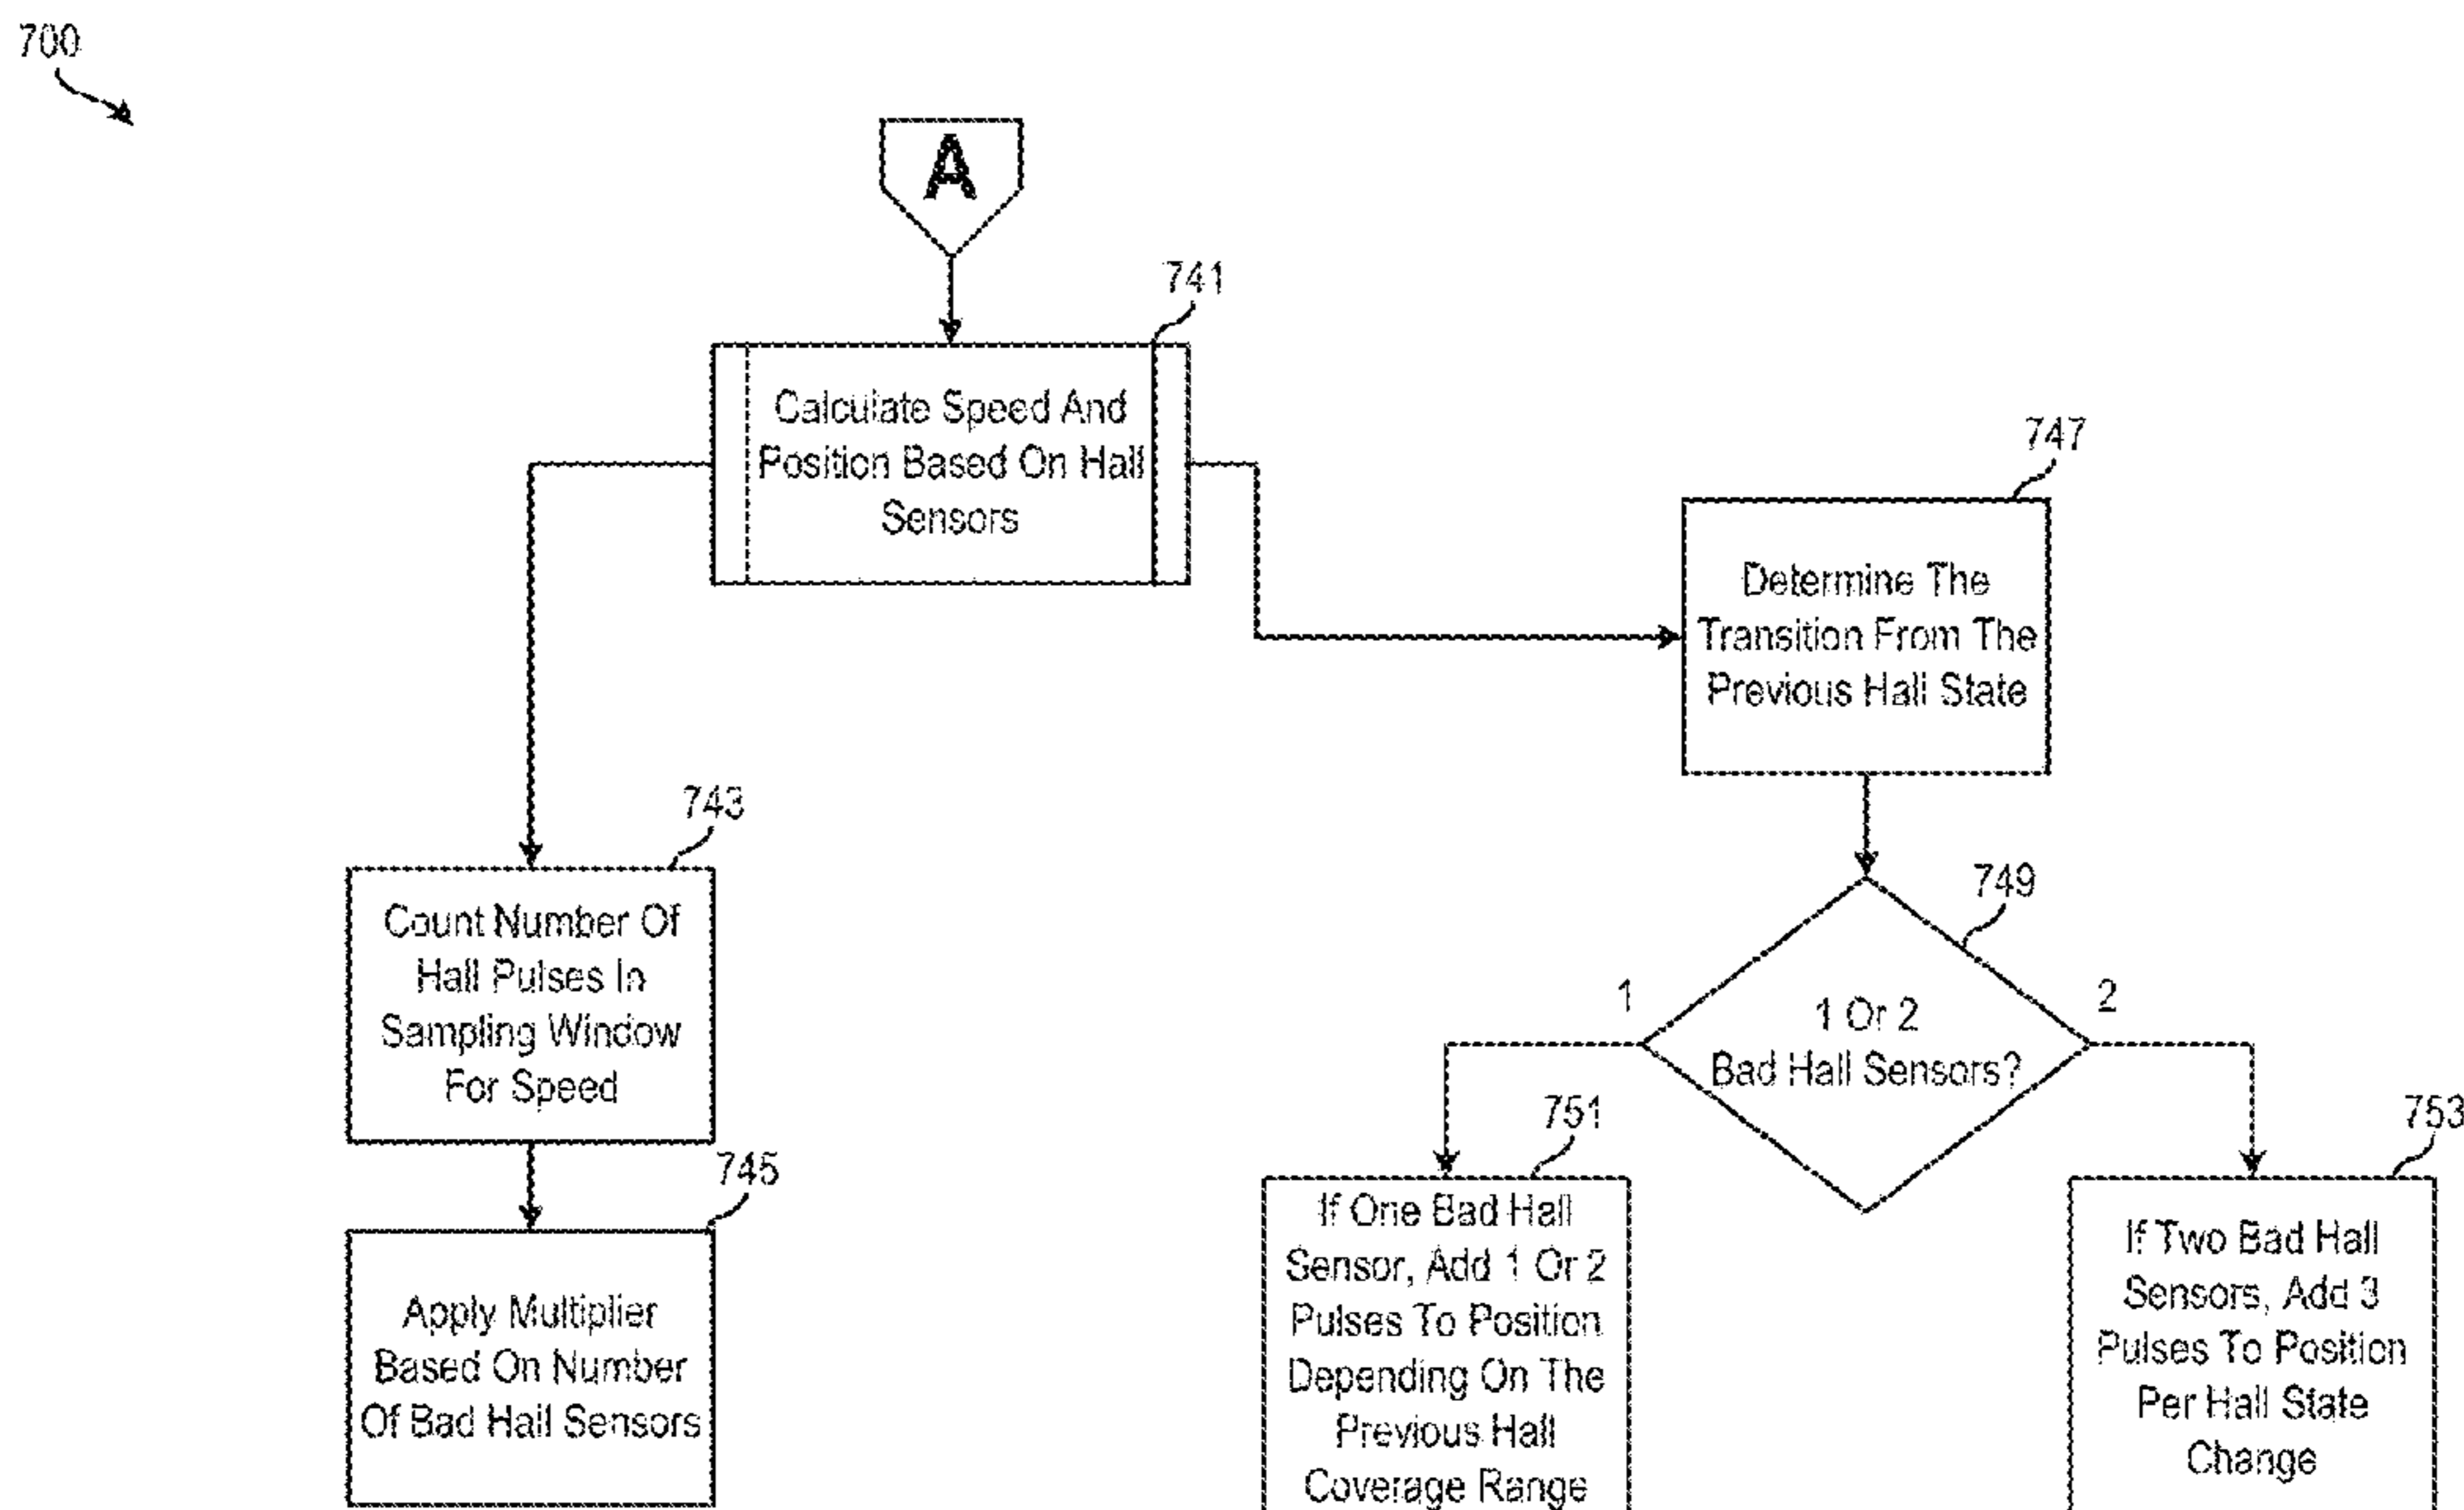 700
A
741
Calculate Speed And
Position Based On Hall
Sensors
747
Determine The
Transition From The
Previous Hall State
743
Count Number Of
Hall Pulses In
Sampling Window
For Speed
749
1
1 Or 2
Bad Hall Sensors?
2
745
Apply Multiplier
Based On Number
Of Bad Hall Sensors
751
If One Bad Hall
Sensor, Add 1 Or 2
Pulses To Position
Depending On The
Previous Hall
Coverage Range
753
If Two Bad Hall
Sensors, Add 3
Pulses To Position
Per Hall State
Change